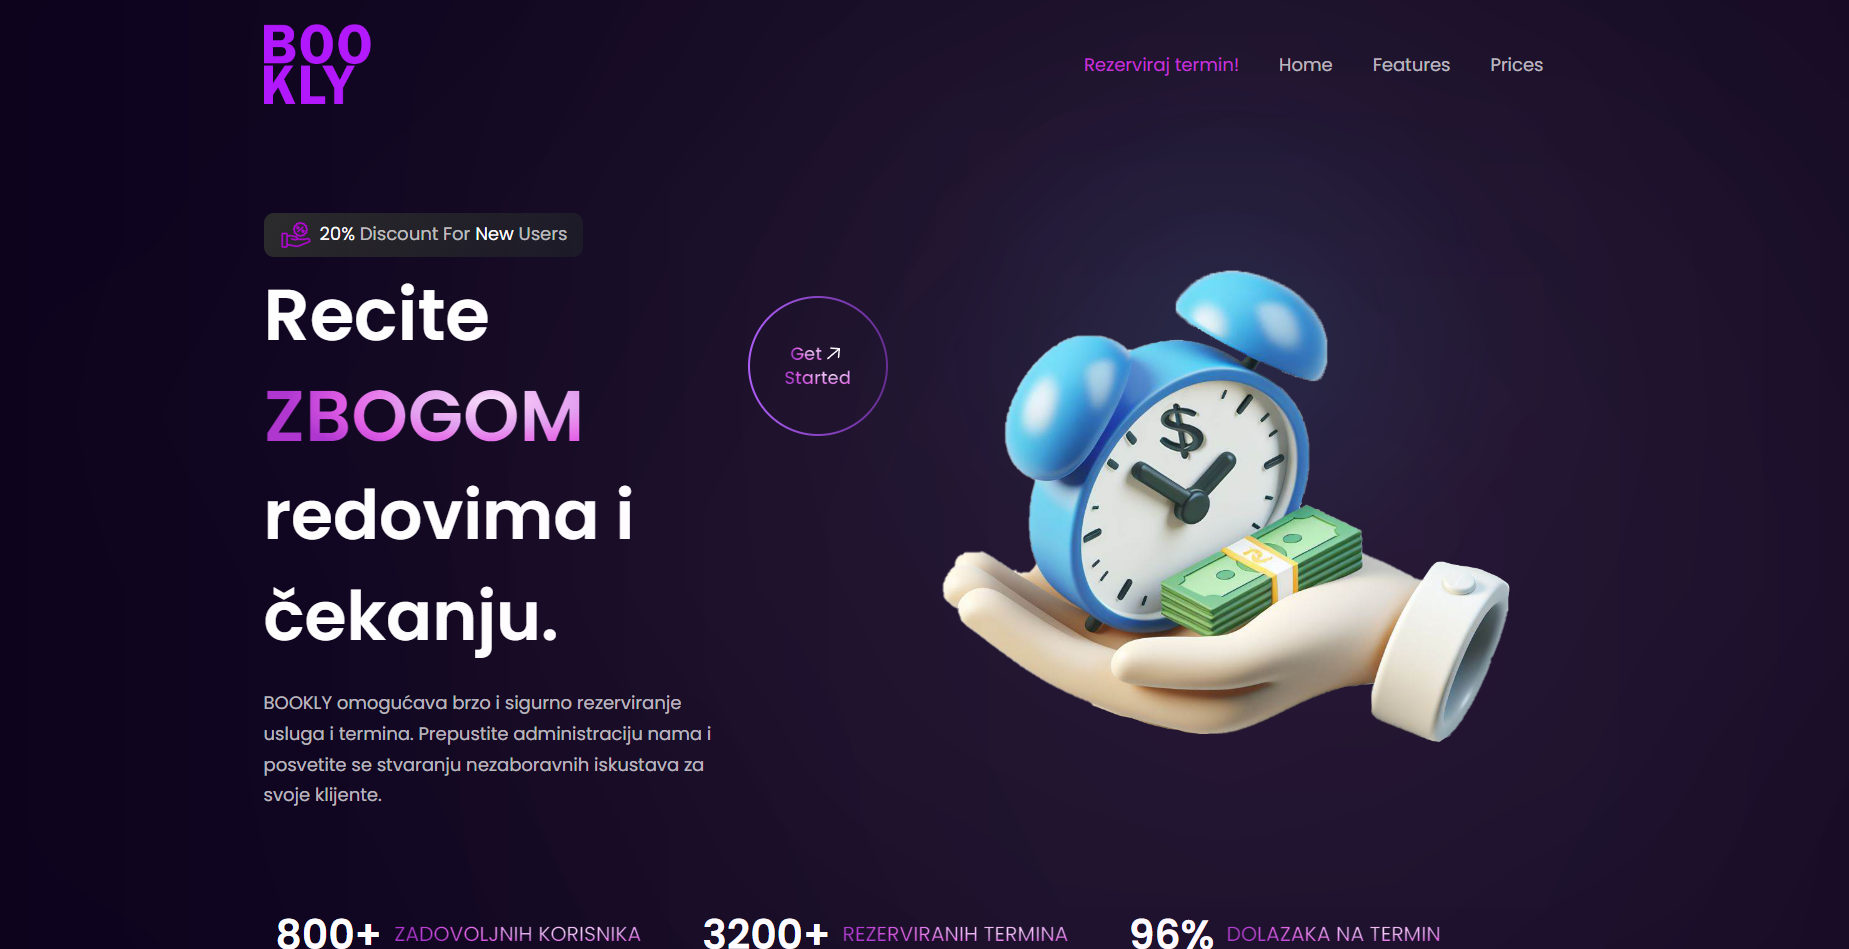 BOO
KLY
Rezerviraj termin! Home Features Prices
20% Discount For New Users
Recite
ZBOGOM
redovima i
čekanju.
Get
Started
$
BOOKLY omogućava brzo i sigurno rezerviranje
usluga i termina. Prepustite administraciju nama i
posvetite se stvaranju nezaboravnih iskustava za
svoje klijente.
800+ ZADOVOLJNIH KORISNIKA 3200+ REZERVIRANIH TERMINA 96% DOLAZAKA NA TERMIN